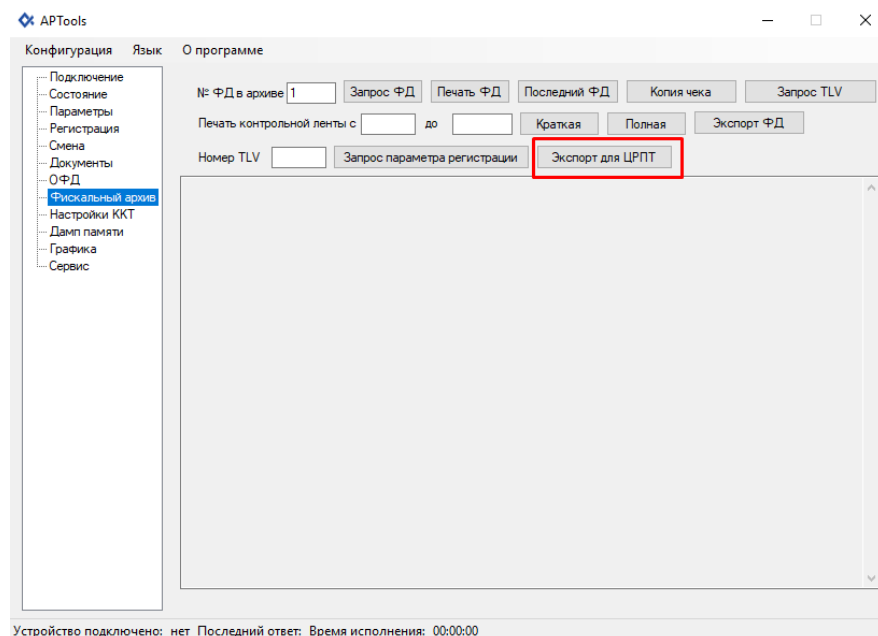 APTools
Конфигурация Язык О программе
Подключение
Состояние
Параметры
Регистрация
Смена
Документы
ОФД
Фискальный архив
Настройки ККТ
Дамп памяти
Графика
Сервис
№ ФД в архиве 1 Запрос ФД Печать ФД Последний ФД Копия чека Запрос TLV
Печать контрольной ленты с до Краткая Полная Экспорт ФД
Номер TLV Запрос параметра регистрации Экспорт для ЦРПТ
Устройство подключено: нет Последний ответ: Время исполнения: 00:00:00